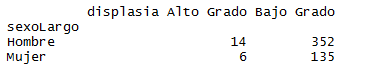 displasia Alto Grado Bajo Grado
sexoLargo
Hombre 14 352
Mujer 6 135